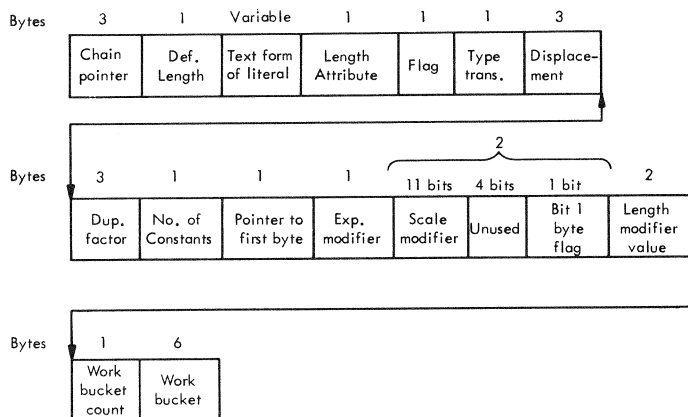 Bytes 3 1 Variable 1 1 1 3
Chain pointer Def. Length Text form of literal Length Attribute Flag Type trans. Displace- ment
2
Bytes 3 1 1 1 11 bits 4 bits 1 bit 2
Dup. factor No. of Constants Pointer to first byte Exp. modifier Scale modifier Unused Bit 1 byte flag Length modifier value
Bytes 1 6
Work bucket count Work bucket